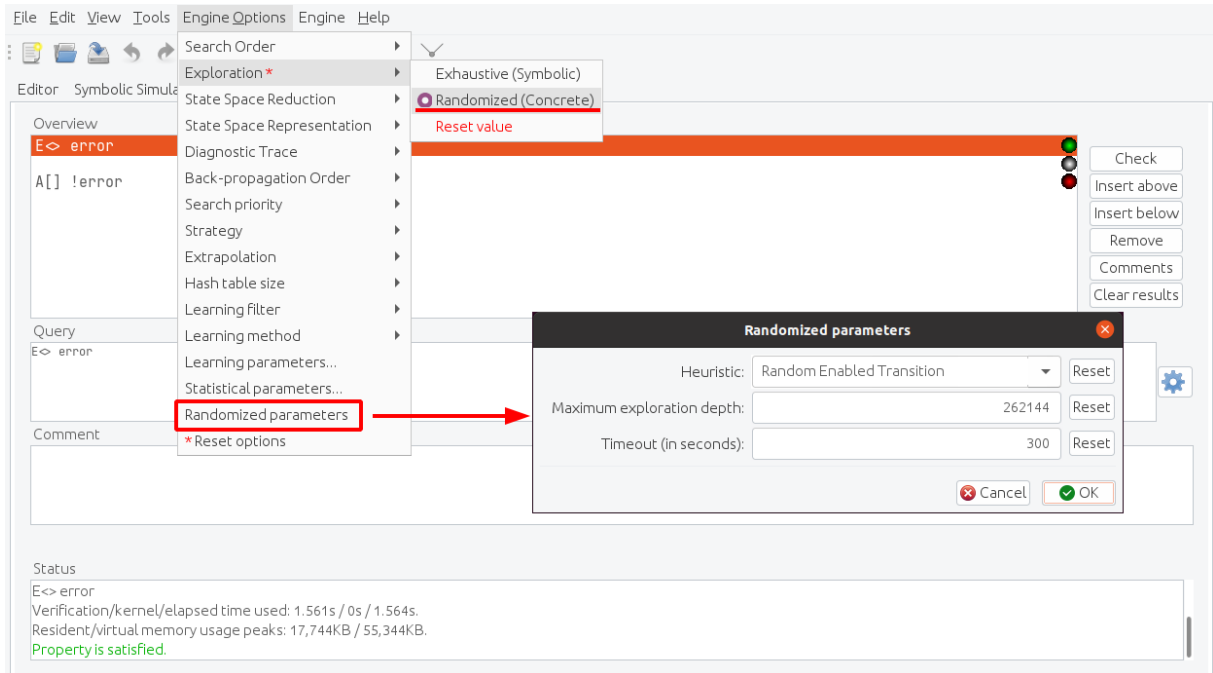 File Edit View Tools Engine Options Engine Help
Search Order
Exploration *
State Space Reduction
State Space Representation
Diagnostic Trace
Back-propagation Order
Search priority
Strategy
Extrapolation
Hash table size
Learning filter
Learning method
Learning parameters...
Statistical parameters...
Randomized parameters
* Reset options
Exhaustive (Symbolic)
Randomized (Concrete)
Reset value
Editor Symbolic Simula
Overview
E<> error
A[] !error
Check
Insert above
Insert below
Remove
Comments
Clear results
Query
E<> error
Randomized parameters
Heuristic: Random Enabled Transition Reset
Maximum exploration depth: 262144 Reset
Timeout (in seconds): 300 Reset
Cancel OK
Comment
Status
E<> error
Verification/kernel/elapsed time used: 1.561s / 0s / 1.564s.
Resident/virtual memory usage peaks: 17,744KB / 55,344KB.
Property is satisfied.